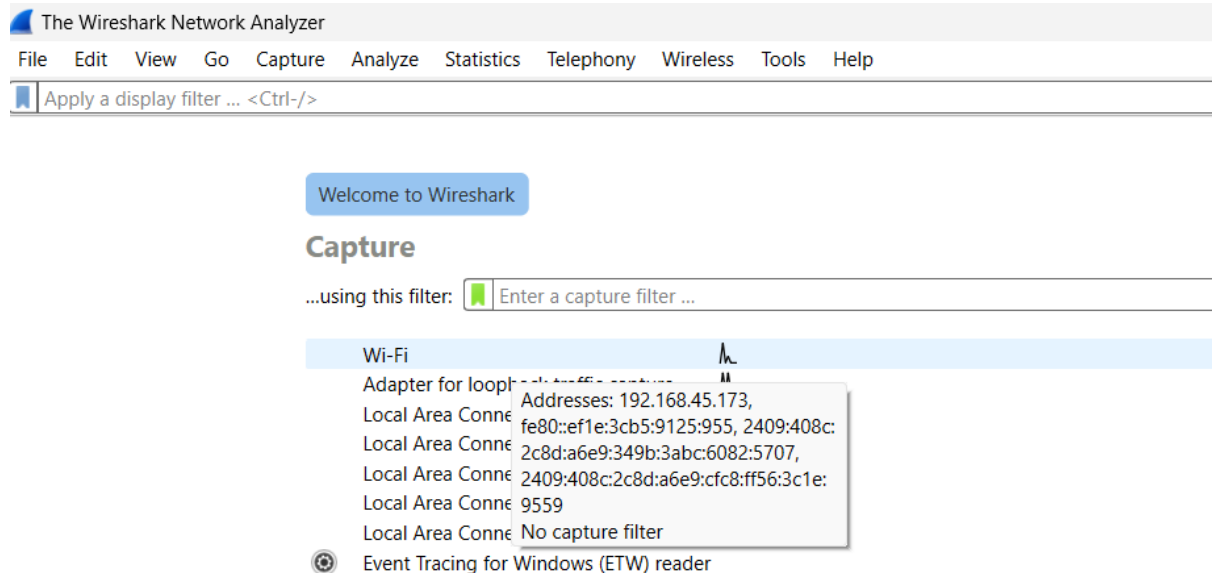 The Wireshark Network Analyzer
File Edit View Go Capture Analyze Statistics Telephony Wireless Tools Help
Apply a display filter ... <Ctrl-/>
Welcome to Wireshark
Capture
...using this filter: Enter a capture filter ...
Wi-Fi
Adapter for loopback traffic capture
Local Area Conne
Local Area Conne
Local Area Conne
Local Area Conne
Local Area Conne
Addresses: 192.168.45.173,
fe80::ef1e:3cb5:9125:955, 2409:408c:
2c8d:a6e9:349b:3abc:6082:5707,
2409:408c:2c8d:a6e9:cfc8:ff56:3c1e:
9559
No capture filter
Event Tracing for Windows (ETW) reader